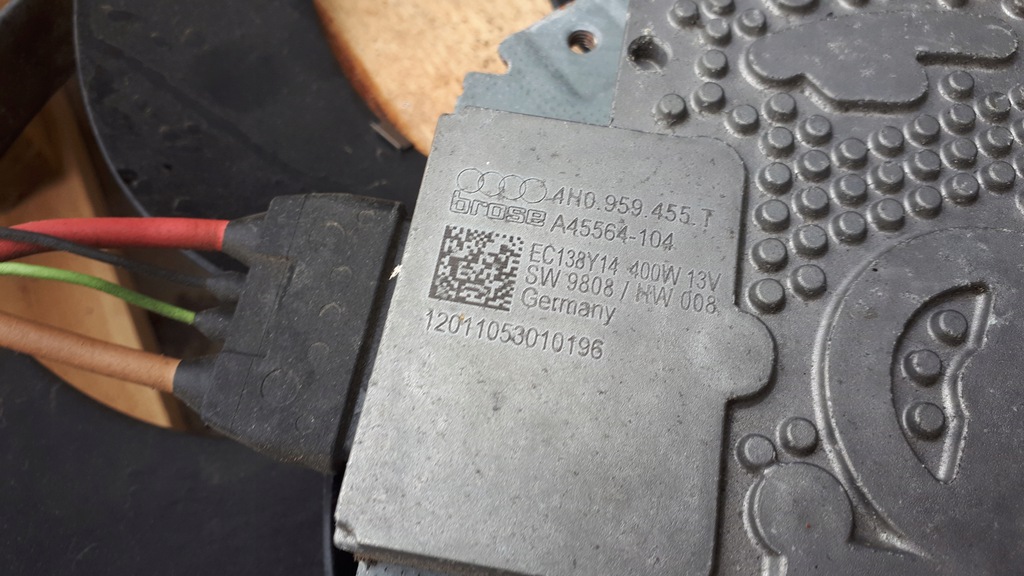 4H0.959.455.T
brose A45564-104
EC138Y14 400W 13V
SW 9808 / HW 008
Germany
12011053010196